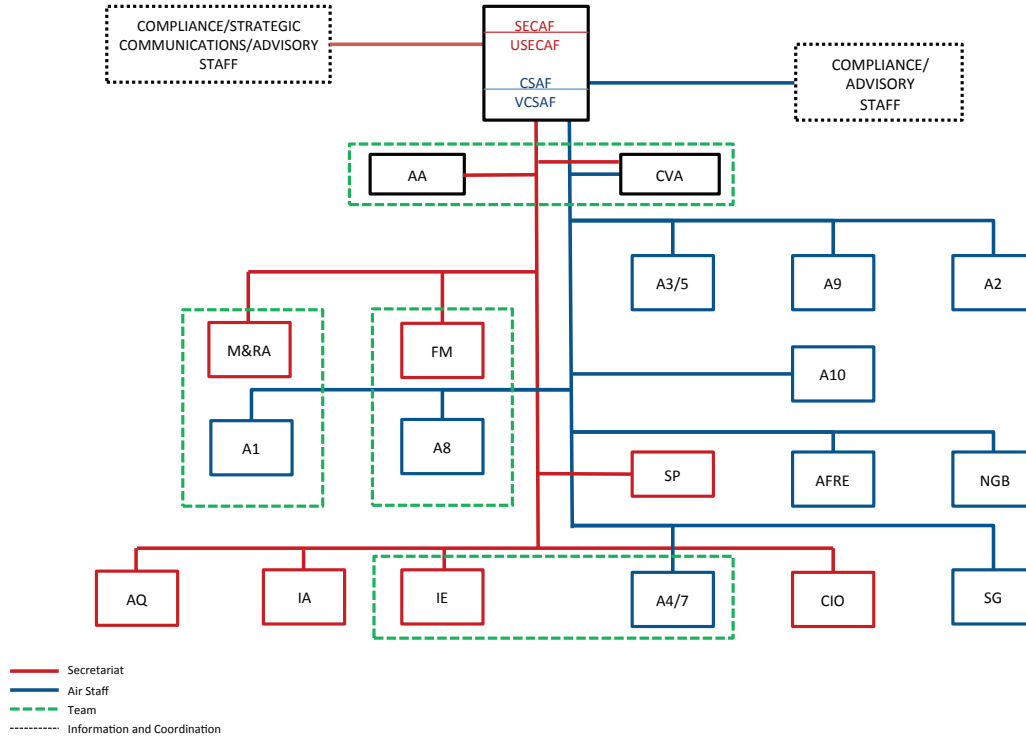 COMPLIANCE/STRATEGIC
COMMUNICATIONS/ADVISORY
STAFF
SECAF
USECAF
CSAF
VCSAF
COMPLIANCE/
ADVISORY
STAFF
AA
CVA
A3/5
A9
A2
M&RA
FM
A10
A1
A8
SP
AFRE
NGB
AQ
IA
IE
A4/7
CIO
SG
Secretariat
Air Staff
Team
Information and Coordination